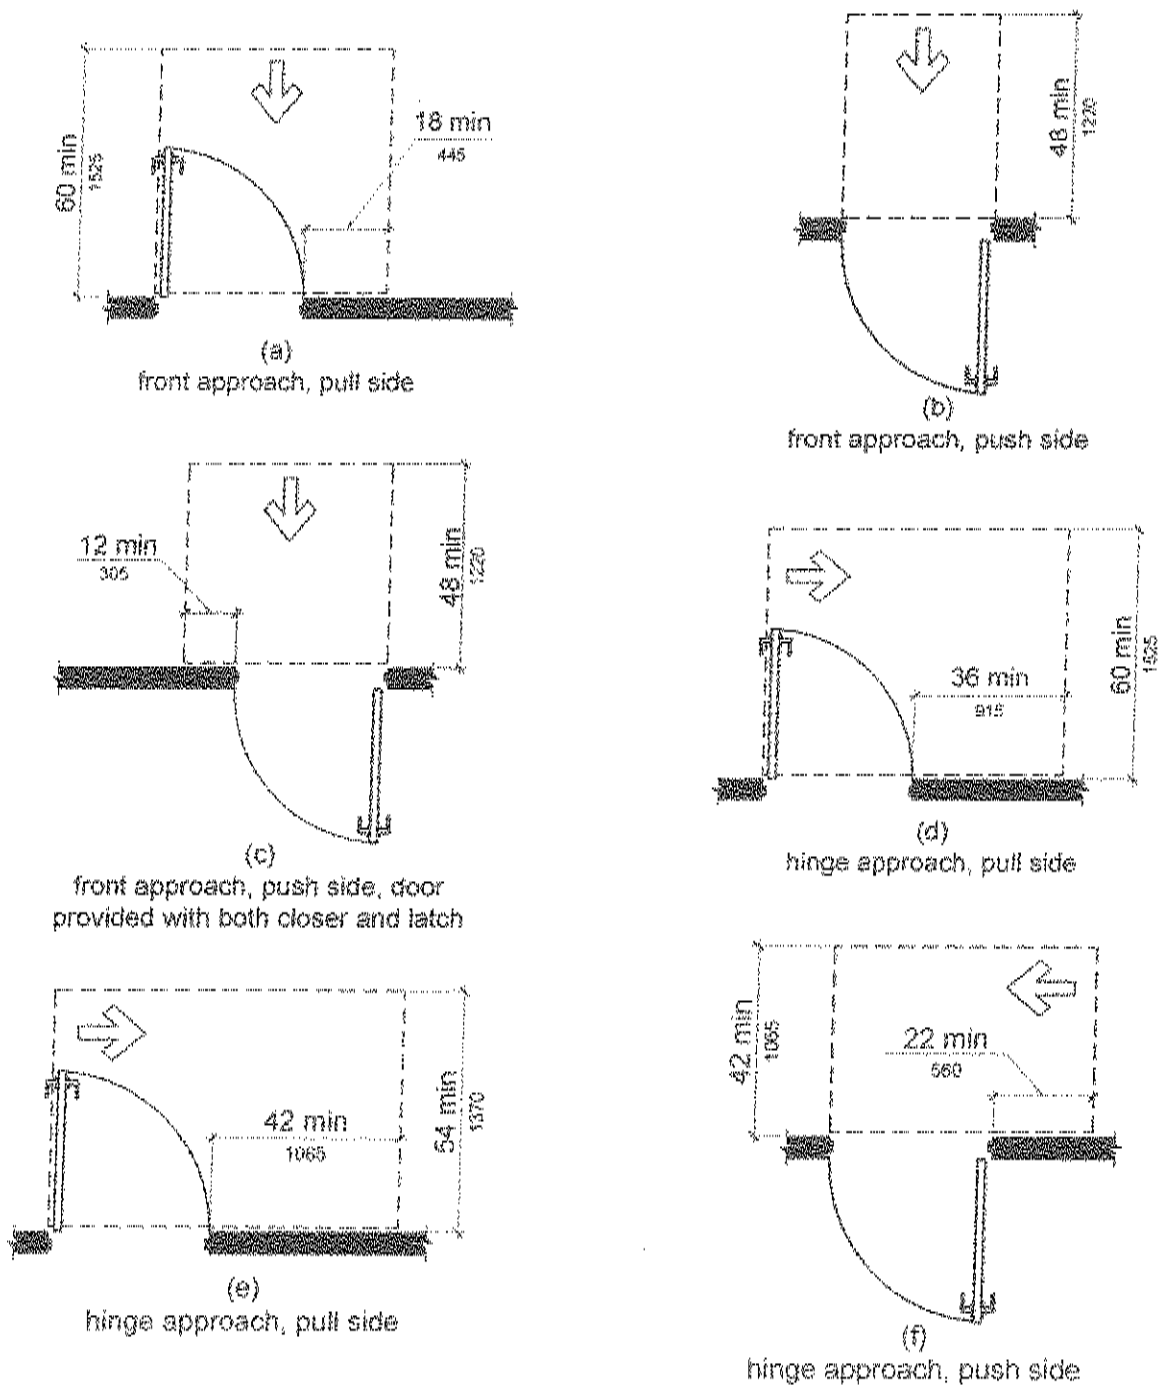 60 min
1525
18 min
445
(a)
front approach, pull side
48 min
1220
(b)
front approach, push side
12 min
305
48 min
1220
(c)
front approach, push side, door
provided with both closer and latch
36 min
915
60 min
1525
(d)
hinge approach, pull side
42 min
1065
54 min
1370
(e)
hinge approach, pull side
42 min
1065
22 min
560
(f)
hinge approach, push side